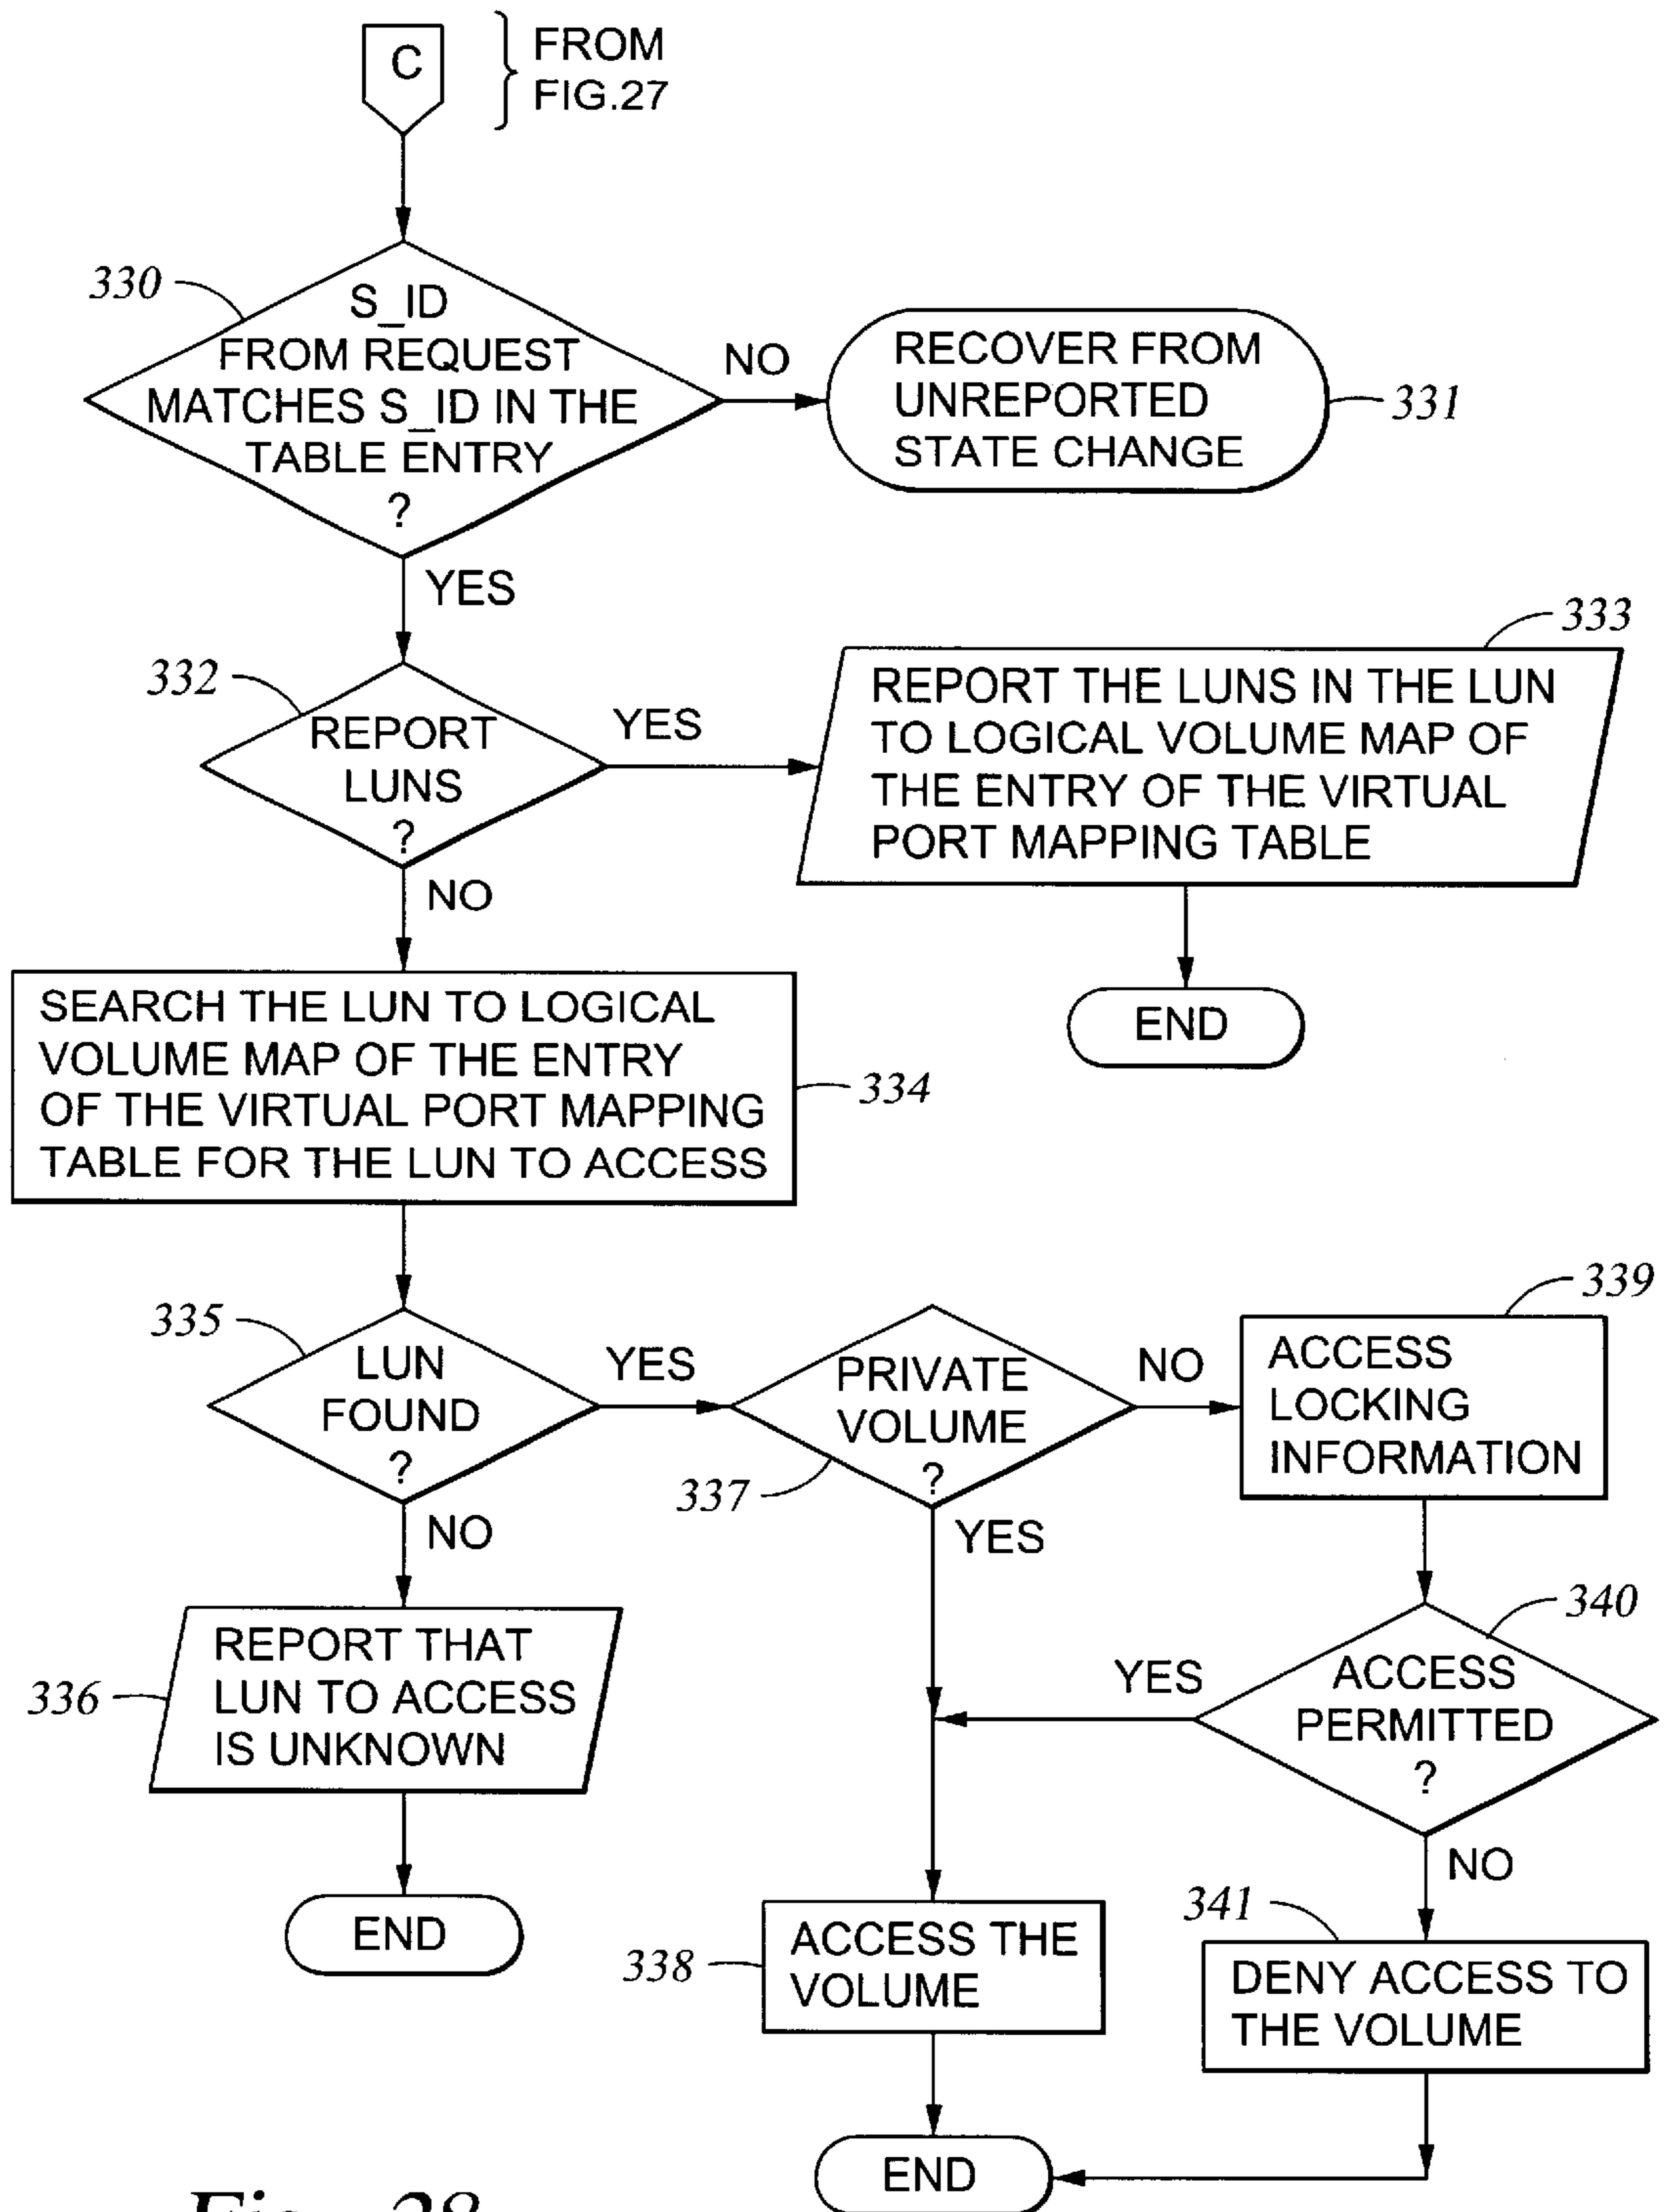 C
FROM
FIG.27
330
S_ID
FROM REQUEST
MATCHES S_ID IN THE
TABLE ENTRY
?
NO
RECOVER FROM
UNREPORTED
STATE CHANGE
331
YES
332
REPORT
LUNS
?
YES
333
REPORT THE LUNS IN THE LUN
TO LOGICAL VOLUME MAP OF
THE ENTRY OF THE VIRTUAL
PORT MAPPING TABLE
NO
END
SEARCH THE LUN TO LOGICAL
VOLUME MAP OF THE ENTRY
OF THE VIRTUAL PORT MAPPING
TABLE FOR THE LUN TO ACCESS
334
335
LUN
FOUND
?
YES
PRIVATE
VOLUME
?
337
NO
339
ACCESS
LOCKING
INFORMATION
NO
YES
336
REPORT THAT
LUN TO ACCESS
IS UNKNOWN
340
ACCESS
PERMITTED
?
YES
NO
END
338
ACCESS THE
VOLUME
341
DENY ACCESS TO
THE VOLUME
END
Fig. 28